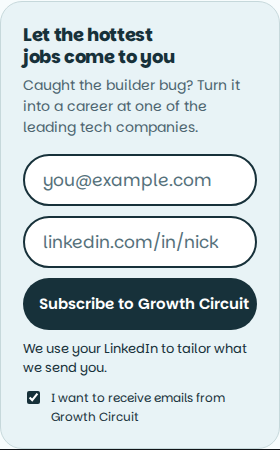 Let the hottest
jobs come to you
Caught the builder bug? Turn it
into a career at one of the
leading tech companies.
you@example.com
linkedin.com/in/nick
Subscribe to Growth Circuit
We use your LinkedIn to tailor what
we send you.
I want to receive emails from
Growth Circuit